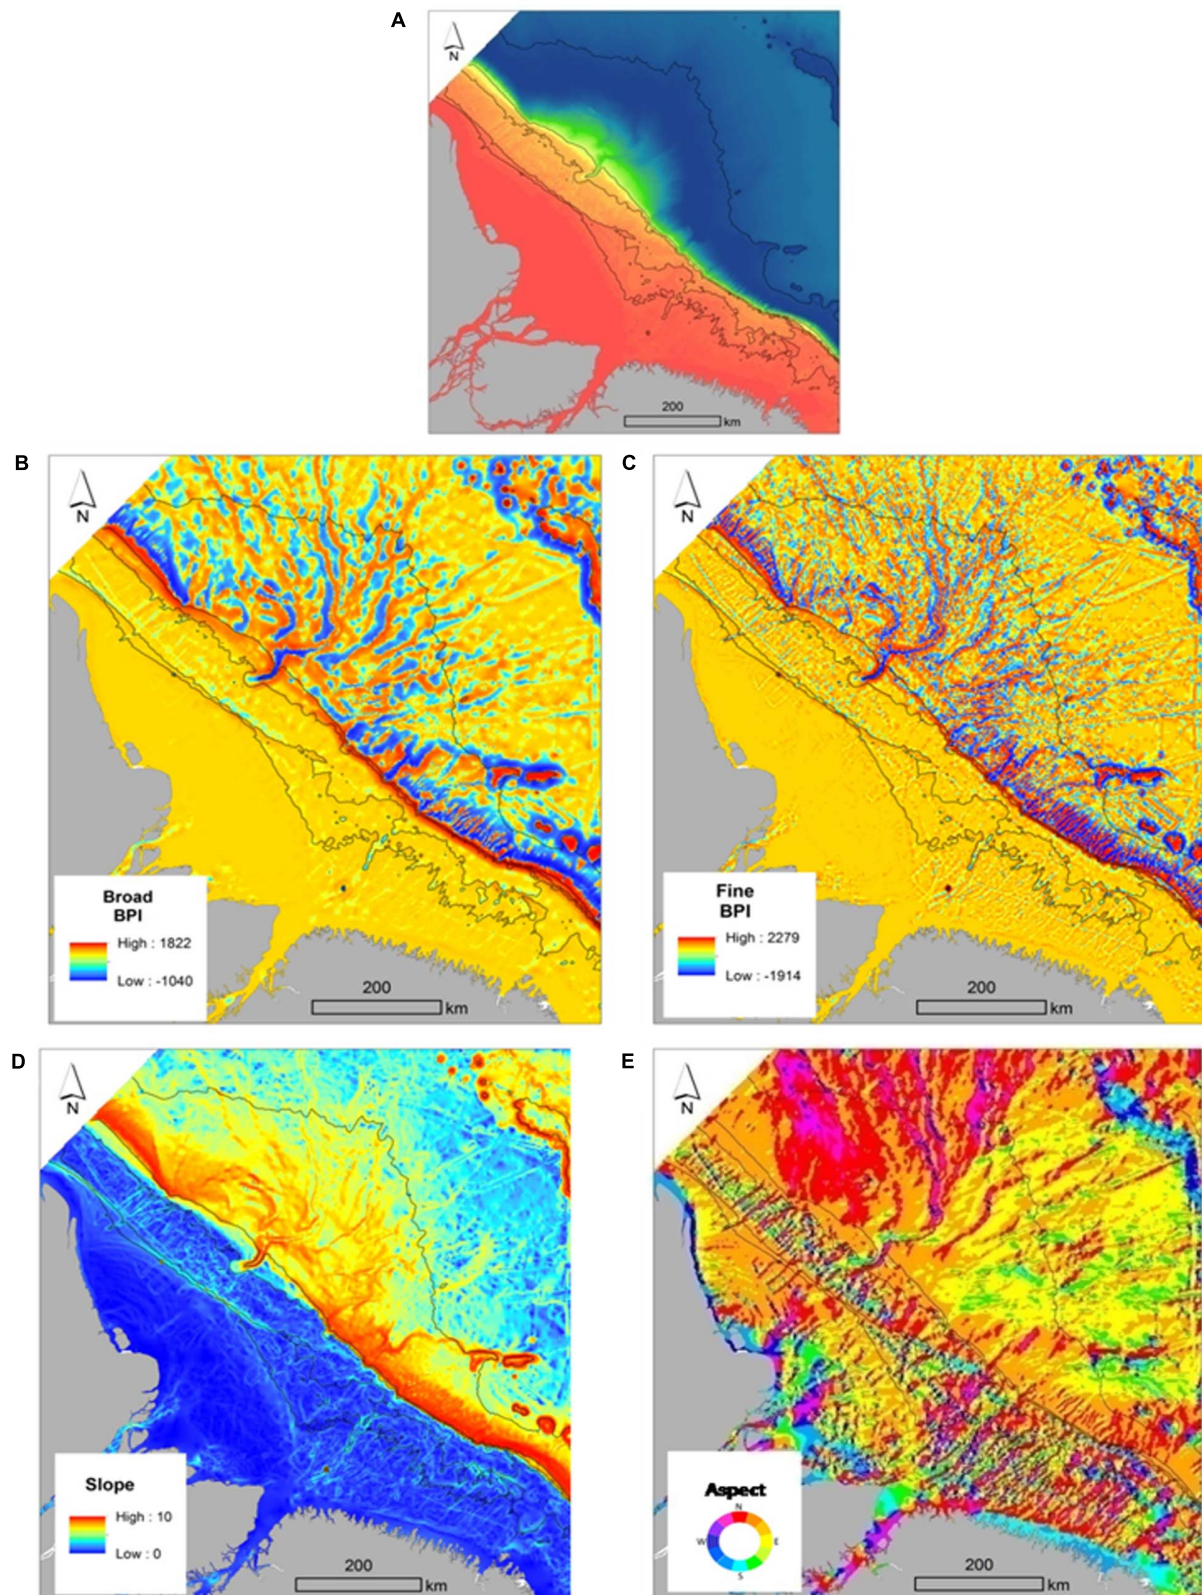 A
N
200
km
B
N
Broad
BPI
High : 1822
Low : -1040
200
km
C
N
Fine
BPI
High : 2279
Low : -1914
200
km
D
N
Slope
High : 10
Low : 0
200
km
E
N
Aspect
N
W
E
S
200
km